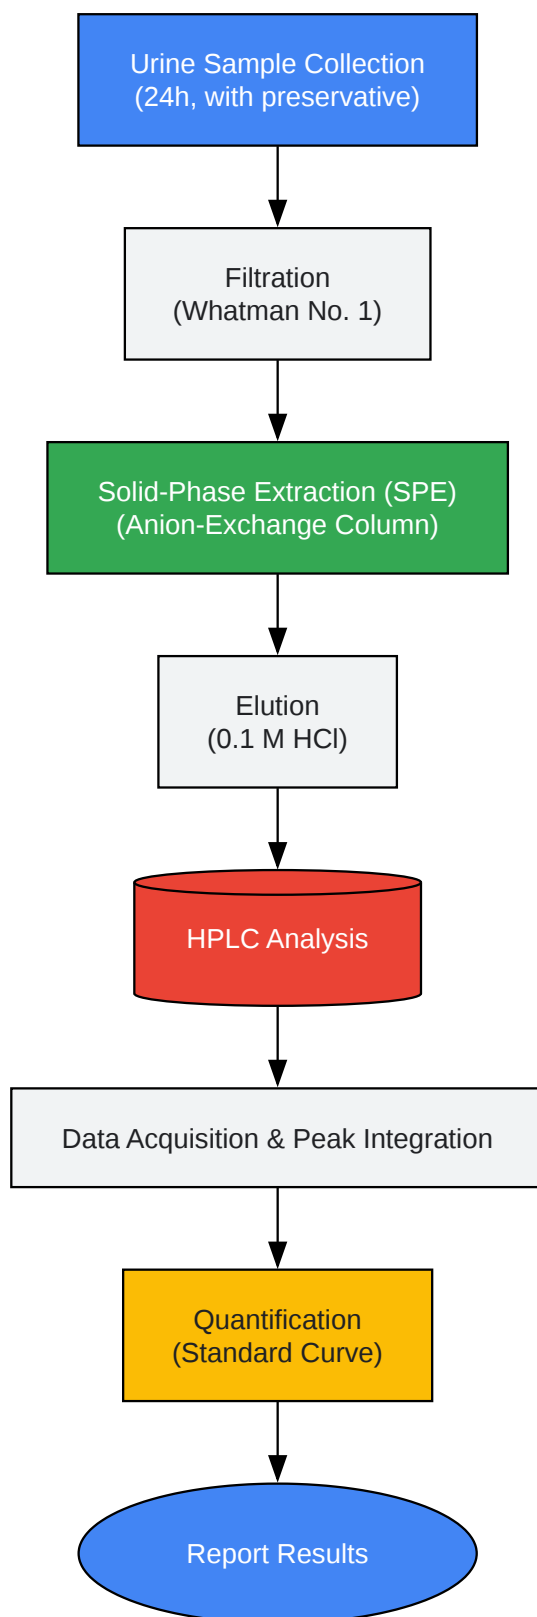 Urine Sample Collection
(24h, with preservative)
Filtration
(Whatman No. 1)
Solid-Phase Extraction (SPE)
(Anion-Exchange Column)
Elution
(0.1 M HCl)
HPLC Analysis
Data Acquisition & Peak Integration
Quantification
(Standard Curve)
Report Results